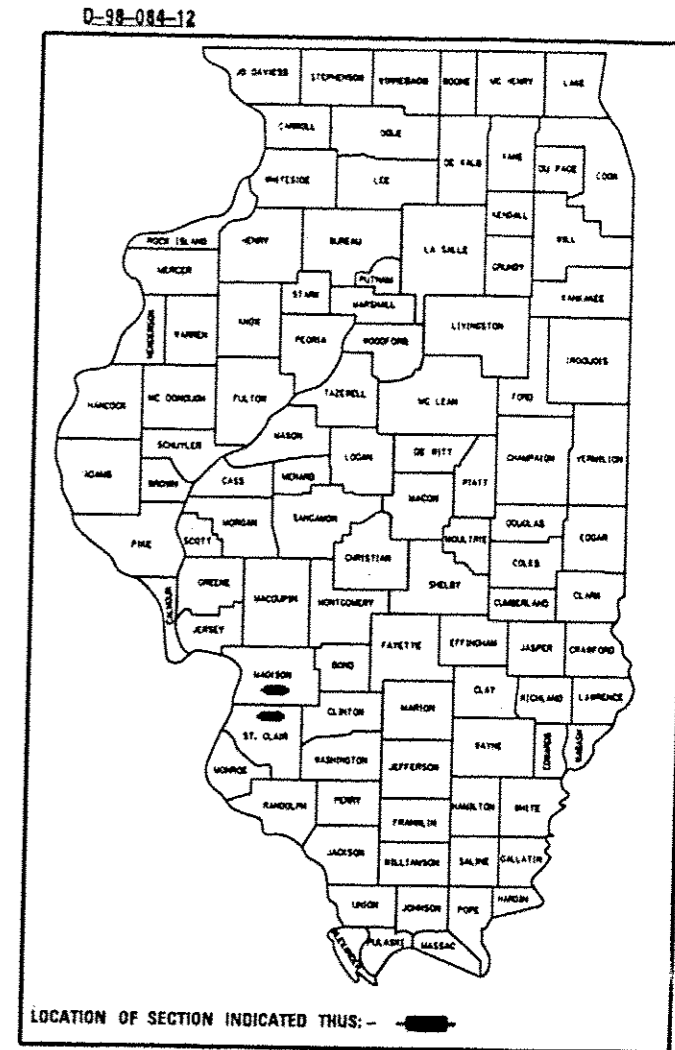 D-98-084-12
JO DAVIESS STEPHENSON WINNEBAGO BOONE MC HENRY LAKE
CARROLL OGLE
DE KALB KANE DU PAGE COOK
WHITESIDE LEE
KENDALL
ROCK ISLAND HENRY BUREAU LA SALLE WILL
MERCER PUTNAM GRUNDY
STARK MARSHALL KANKAKEE
HENDERSON WARREN KNOX PEORIA WOODFORD LIVINGSTON IROQUOIS
HANCOCK MC DONOUGH FULTON TAZEWELL MC LEAN FORD
MASON
SCHUYLER LOGAN DE WITT CHAMPAIGN VERMILION
ADAMS BROWN CASS MENARD MACON PIATT
MORGAN SANGAMON DOUGLAS
PIKE SCOTT CHRISTIAN MOULTRIE EDGAR
COLES
GREENE MACOUPIN MONTGOMERY SHELBY CUMBERLAND CLARK
CALHOUN
JERSEY FAYETTE EFFINGHAM JASPER CRAWFORD
MADISON BOND
CLAY RICHLAND LAWRENCE
CLINTON MARION
ST. CLAIR WAYNE EDWARDS WABASH
WASHINGTON JEFFERSON
MONROE
RANDOLPH PERRY HAMILTON WHITE
FRANKLIN
JACKSON WILLIAMSON SALINE GALLATIN
UNION JOHNSON POPE HARDIN
ALEXANDER PULASKI MASSAC
LOCATION OF SECTION INDICATED THUS:-